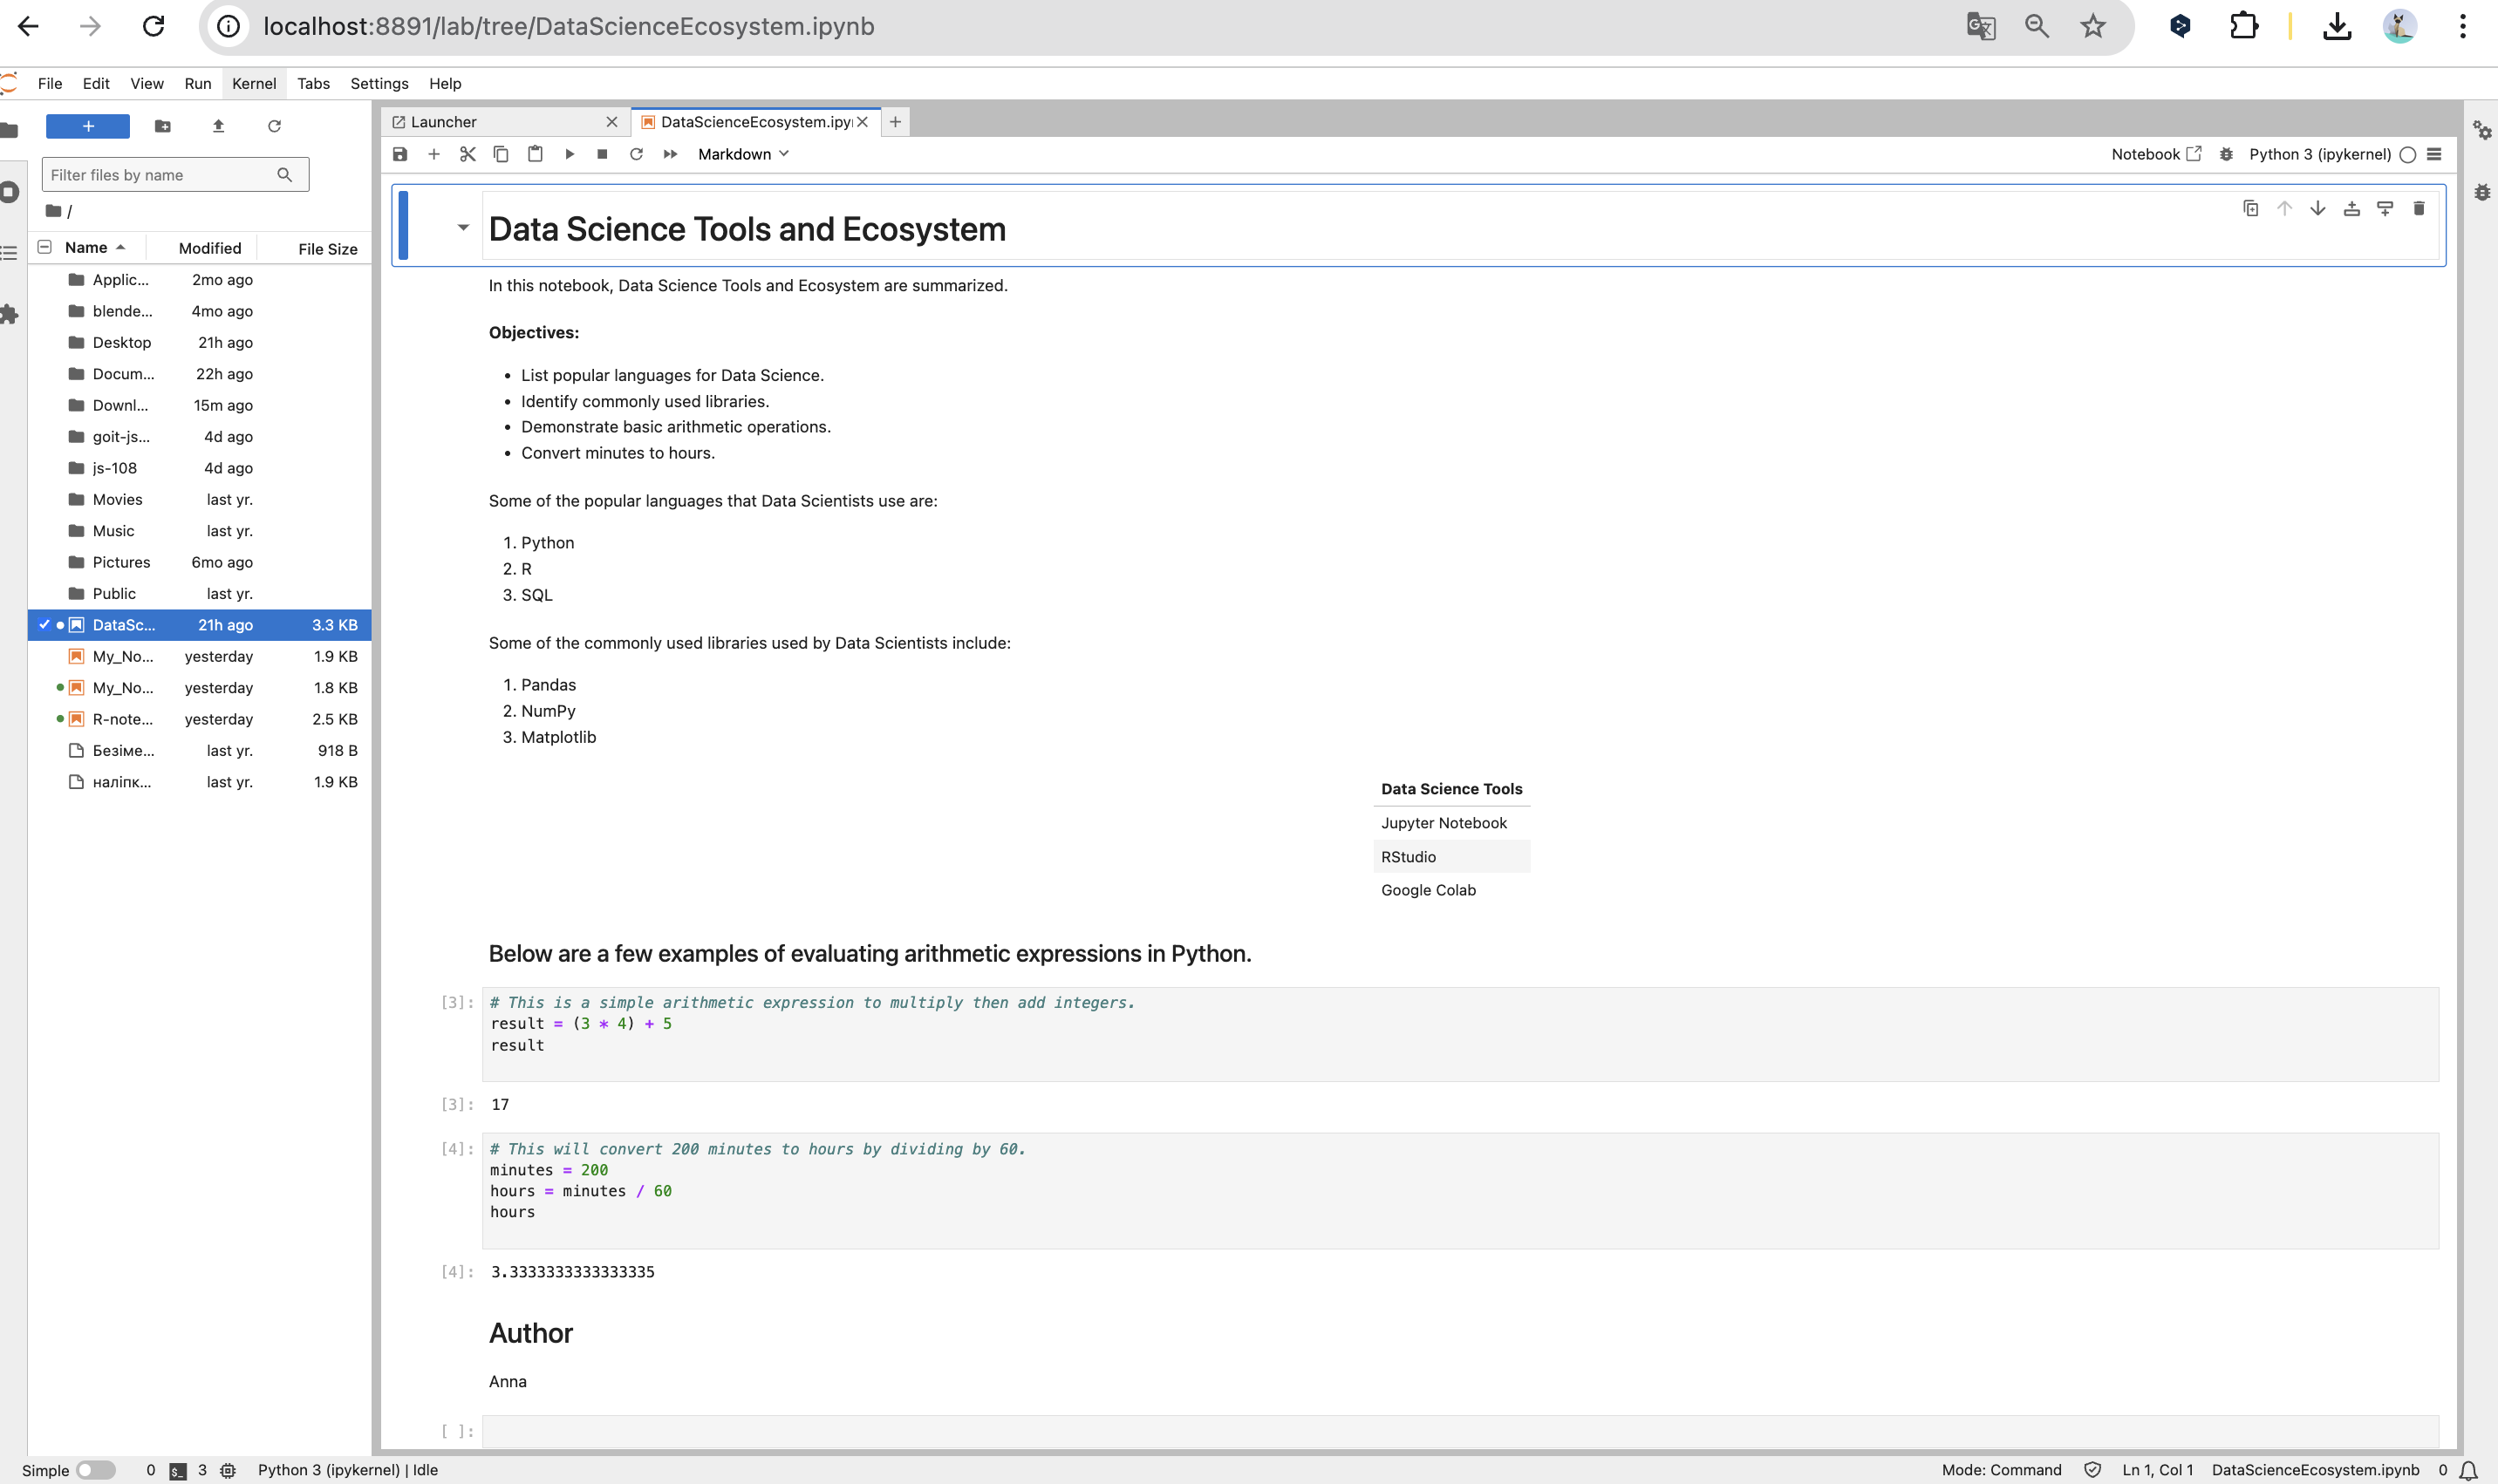 localhost:8891/lab/tree/DataScienceEcosystem.ipynb
File Edit View Run Kernel Tabs Settings Help
Launcher
DataScienceEcosystem.ipy
Markdown
Notebook
Python 3 (ipykernel)
Filter files by name
/
Name Modified File Size
Applic... 2mo ago
blende... 4mo ago
Desktop 21h ago
Docum... 22h ago
Downl... 15m ago
goit-js... 4d ago
js-108 4d ago
Movies last yr.
Music last yr.
Pictures 6mo ago
Public last yr.
DataSc... 21h ago 3.3 KB
My_No... yesterday 1.9 KB
My_No... yesterday 1.8 KB
R-note... yesterday 2.5 KB
Безіме... last yr. 918 B
наліпк... last yr. 1.9 KB
Data Science Tools and Ecosystem
In this notebook, Data Science Tools and Ecosystem are summarized.
Objectives:
• List popular languages for Data Science.
• Identify commonly used libraries.
• Demonstrate basic arithmetic operations.
• Convert minutes to hours.
Some of the popular languages that Data Scientists use are:
1. Python
2. R
3. SQL
Some of the commonly used libraries used by Data Scientists include:
1. Pandas
2. NumPy
3. Matplotlib
Data Science Tools
Jupyter Notebook
RStudio
Google Colab
Below are a few examples of evaluating arithmetic expressions in Python.
[3]: # This is a simple arithmetic expression to multiply then add integers.
result = (3 * 4) + 5
result
[3]: 17
[4]: # This will convert 200 minutes to hours by dividing by 60.
minutes = 200
hours = minutes / 60
hours
[4]: 3.3333333333333335
Author
Anna
[ ]:
Simple 0 3 Python 3 (ipykernel) | Idle
Mode: Command Ln 1, Col 1 DataScienceEcosystem.ipynb 0